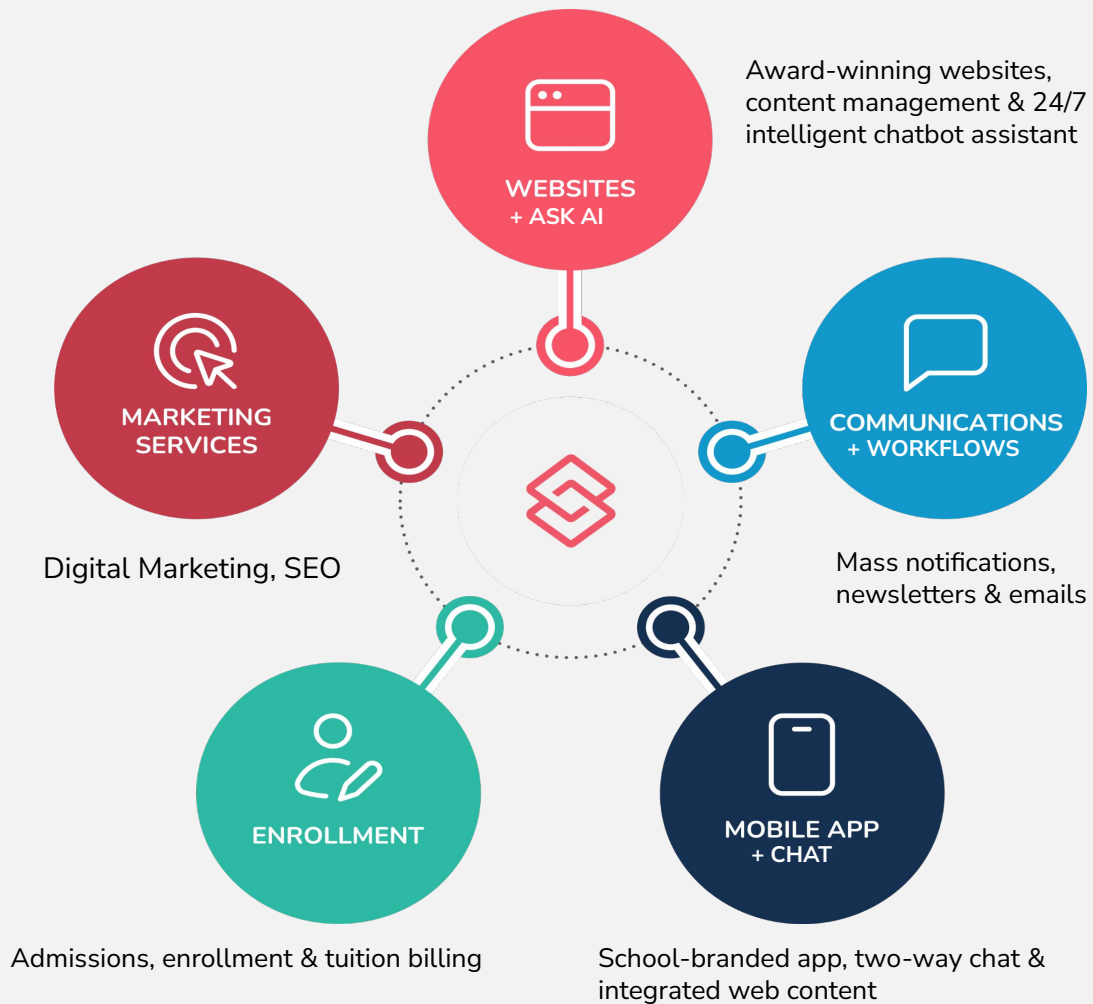 WEBSITES
+ ASK AI
Award-winning websites,
content management & 24/7
intelligent chatbot assistant
COMMUNICATIONS
+ WORKFLOWS
Mass notifications,
newsletters & emails
MOBILE APP
+ CHAT
School-branded app, two-way chat &
integrated web content
ENROLLMENT
Admissions, enrollment & tuition billing
MARKETING
SERVICES
Digital Marketing, SEO